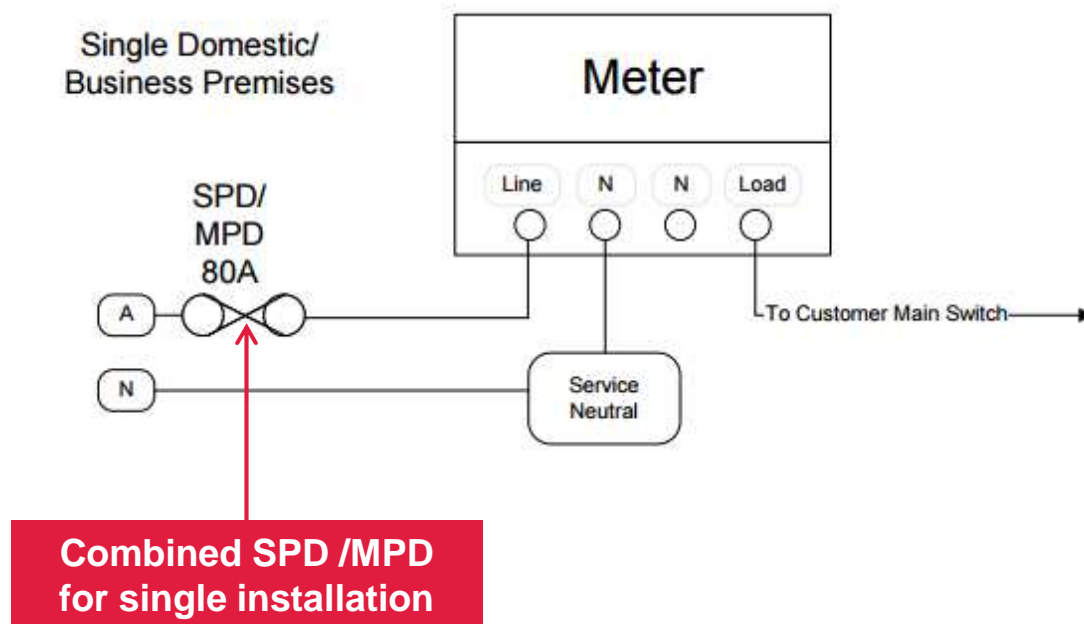 Single Domestic/
Business Premises
Meter
Line N N Load
SPD/
MPD
80A
A
To Customer Main Switch
N
Service
Neutral
Combined SPD /MPD
for single installation